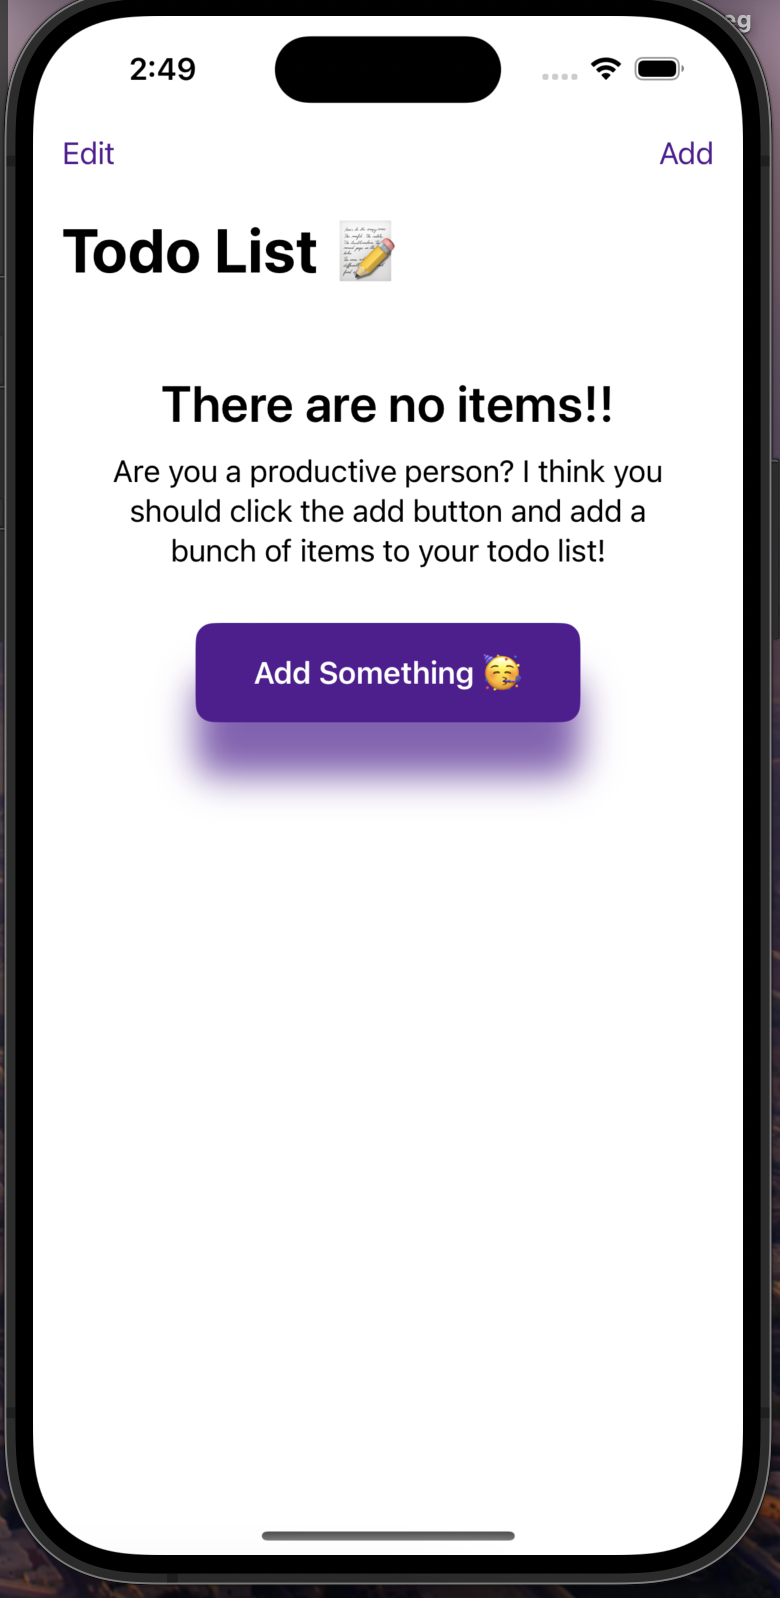 eg
2:49
Edit Add
Todo List 📝
There are no items!!
Are you a productive person? I think you
should click the add button and add a
bunch of items to your todo list!
Add Something 🥳